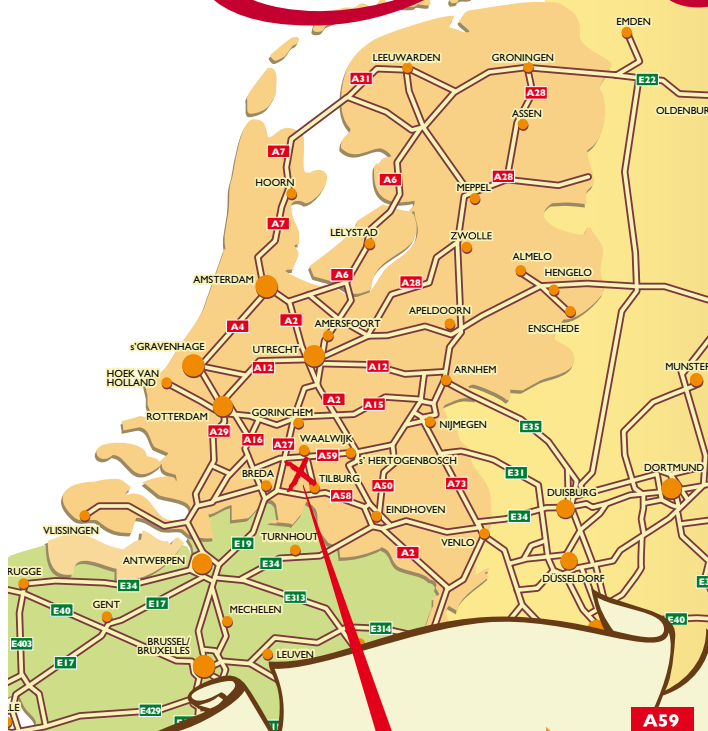 EMDEN
LEEUWARDEN
GRONINGEN
A31
E22
A28
OLDENBUR
ASSEN
A7
HOORN
A6
A28
MEPPEL
A7
LELYSTAD
ZWOLLE
ALMELO
HENGELO
AMSTERDAM
A6
A28
APELDOORN
ENSCHEDE
A4
A2
AMERSFOORT
s'GRAVENHAGE
UTRECHT
A12
A12
ARNHEM
HOEK VAN
HOLLAND
MUNSTER
ROTTERDAM
GORINCHEM
A2
A15
NIJMEGEN
A29
A16
A27
WAALWIJK
A59
s' HERTOGENBOSCH
E35
BREDA
TILBURG
A58
A50
A73
E31
DORTMUND
DUISBURG
VLISSINGEN
EINDHOVEN
E34
E19
TURNHOUT
VENLO
A2
ANTWERPEN
E34
DÜSSELDORF
RUGGE
E34
E3
E40
GENT
E17
E313
MECHELEN
E40
E403
BRUSSEL/
BRUXELLES
E314
E17
LEUVEN
LLE
E429
A59